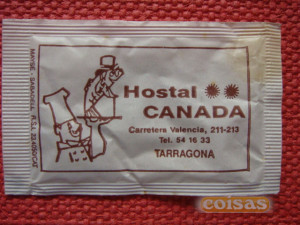 Hostal
CANADA
Carretera Valencia, 211-213
Tel. 54 16 33
TARRAGONA
coisas